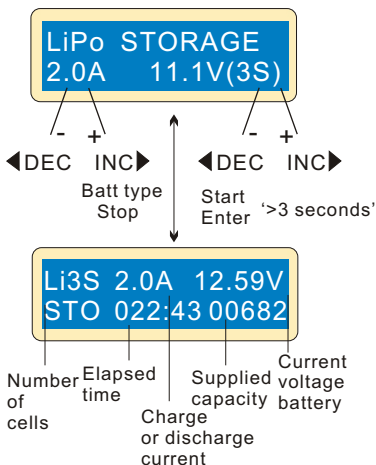 LiPo STORAGE
2.0A 11.1V(3S)
- + - +
◀DEC INC▶ ◀DEC INC▶
Batt type
Stop
Start
Enter
'>3 seconds'
Li3S 2.0A 12.59V
STO 022:43 00682
Number
of
cells
Elapsed
time
Charge
or discharge
current
Supplied
capacity
Current
voltage
battery